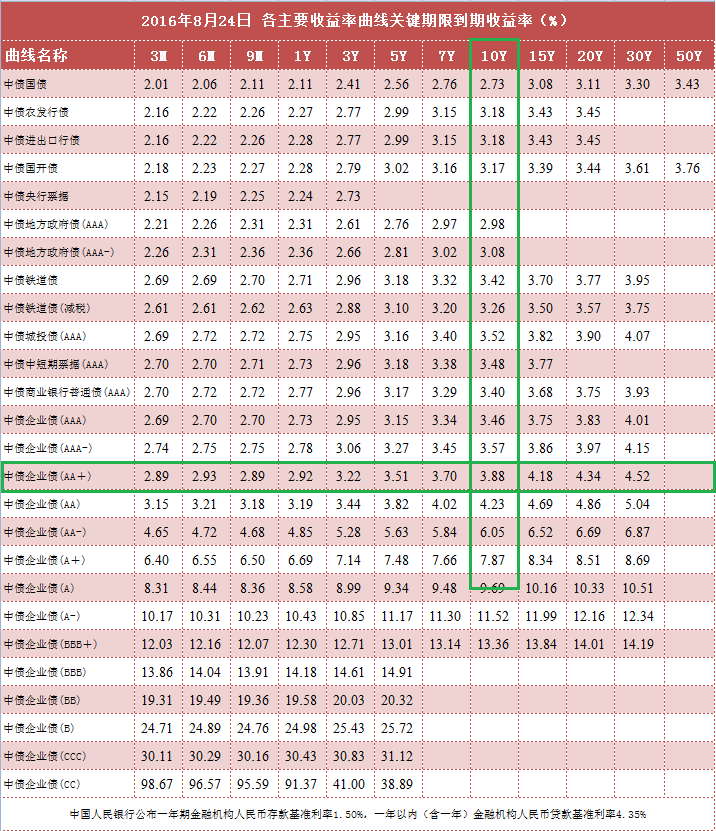 2016年8月24日 各主要收益率曲线关键期限到期收益率（%）
曲线名称 3M 6M 9M 1Y 3Y 5Y 7Y 10Y 15Y 20Y 30Y 50Y
中债国债 2.01 2.06 2.11 2.11 2.41 2.56 2.76 2.73 3.08 3.11 3.30 3.43
中债农发行债 2.16 2.22 2.26 2.27 2.77 2.99 3.15 3.18 3.43 3.45
中债进出口行债 2.16 2.22 2.26 2.28 2.77 2.99 3.15 3.18 3.43 3.45
中债国开债 2.18 2.23 2.27 2.28 2.79 3.02 3.16 3.17 3.39 3.44 3.61 3.76
中债央行票据 2.15 2.19 2.25 2.24 2.73
中债地方政府债(AAA) 2.21 2.26 2.31 2.31 2.61 2.76 2.97 2.98
中债地方政府债(AAA-) 2.26 2.31 2.36 2.36 2.66 2.81 3.02 3.08
中债铁道债 2.69 2.69 2.70 2.71 2.96 3.18 3.32 3.42 3.70 3.77 3.95
中债铁道债(减税) 2.61 2.61 2.62 2.63 2.88 3.10 3.20 3.26 3.50 3.57 3.75
中债城投债(AAA) 2.69 2.72 2.72 2.75 2.95 3.16 3.40 3.52 3.82 3.90 4.07
中债中短期票据(AAA) 2.70 2.70 2.71 2.73 2.96 3.18 3.38 3.48 3.77
中债商业银行普通债(AAA) 2.70 2.72 2.72 2.77 2.96 3.17 3.29 3.40 3.68 3.75 3.93
中债企业债(AAA) 2.69 2.70 2.70 2.73 2.95 3.15 3.34 3.46 3.75 3.83 4.01
中债企业债(AAA-) 2.74 2.75 2.75 2.78 3.06 3.27 3.45 3.57 3.86 3.97 4.15
中债企业债(AA＋) 2.89 2.93 2.89 2.92 3.22 3.51 3.70 3.88 4.18 4.34 4.52
中债企业债(AA) 3.15 3.21 3.18 3.19 3.44 3.82 4.02 4.23 4.69 4.86 5.04
中债企业债(AA-) 4.65 4.72 4.68 4.85 5.28 5.63 5.84 6.05 6.52 6.69 6.87
中债企业债(A＋) 6.40 6.55 6.50 6.69 7.14 7.48 7.66 7.87 8.34 8.51 8.69
中债企业债(A) 8.31 8.44 8.36 8.58 8.99 9.34 9.48 9.69 10.16 10.33 10.51
中债企业债(A-) 10.17 10.31 10.23 10.43 10.85 11.17 11.30 11.52 11.99 12.16 12.34
中债企业债(BBB＋) 12.03 12.16 12.07 12.30 12.71 13.01 13.14 13.36 13.84 14.01 14.19
中债企业债(BBB) 13.86 14.04 13.91 14.18 14.61 14.91
中债企业债(BB) 19.31 19.49 19.36 19.58 20.03 20.32
中债企业债(B) 24.71 24.89 24.76 24.98 25.43 25.72
中债企业债(CCC) 30.11 30.29 30.16 30.43 30.83 31.12
中债企业债(CC) 98.67 96.57 95.59 91.37 41.00 38.89
中国人民银行公布一年期金融机构人民币存款基准利率1.50%，一年以内（含一年）金融机构人民币贷款基准利率4.35%